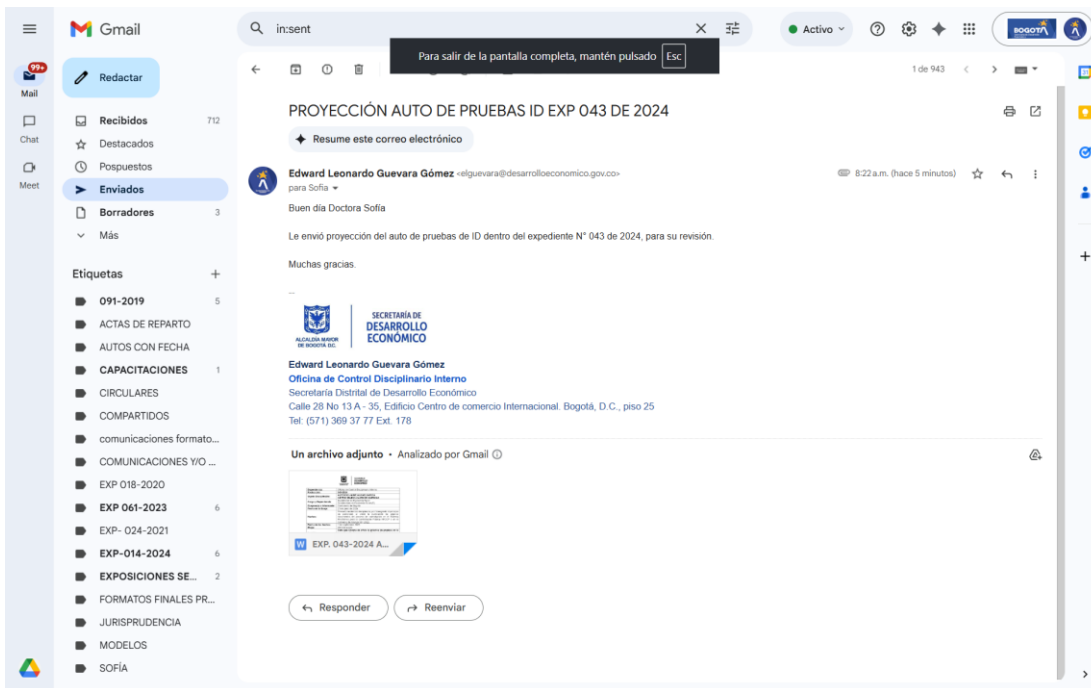 Gmail
in:sent
Activo
BOGOTÁ
Para salir de la pantalla completa, mantén pulsado Esc
99+
Mail
Chat
Meet
Redactar
1 de 943
Recibidos 712
Destacados
Pospuestos
Enviados
Borradores 3
Más
Etiquetas
091-2019 5
ACTAS DE REPARTO
AUTOS CON FECHA
CAPACITACIONES 1
CIRCULARES
COMPARTIDOS
comunicaciones formato...
COMUNICACIONES Y/O ...
EXP 018-2020
EXP 061-2023 6
EXP- 024-2021
EXP-014-2024 6
EXPOSICIONES SE... 2
FORMATOS FINALES PR...
JURISPRUDENCIA
MODELOS
SOFÍA
PROYECCIÓN AUTO DE PRUEBAS ID EXP 043 DE 2024
Resume este correo electrónico
Edward Leonardo Guevara Gómez <elguevara@desarrolloeconomico.gov.co>
8:22 a.m. (hace 5 minutos)
para Sofia
Buen día Doctora Sofía
Le envió proyección del auto de pruebas de ID dentro del expediente N° 043 de 2024, para su revisión.
Muchas gracias.
--
ALCALDÍA MAYOR
DE BOGOTÁ D.C.
SECRETARÍA DE
DESARROLLO
ECONÓMICO
Edward Leonardo Guevara Gómez
Oficina de Control Disciplinario Interno
Secretaría Distrital de Desarrollo Económico
Calle 28 No 13 A - 35, Edificio Centro de comercio Internacional. Bogotá, D.C., piso 25
Tel: (571) 369 37 77 Ext. 178
Un archivo adjunto • Analizado por Gmail
W EXP. 043-2024 A...
Responder
Reenviar